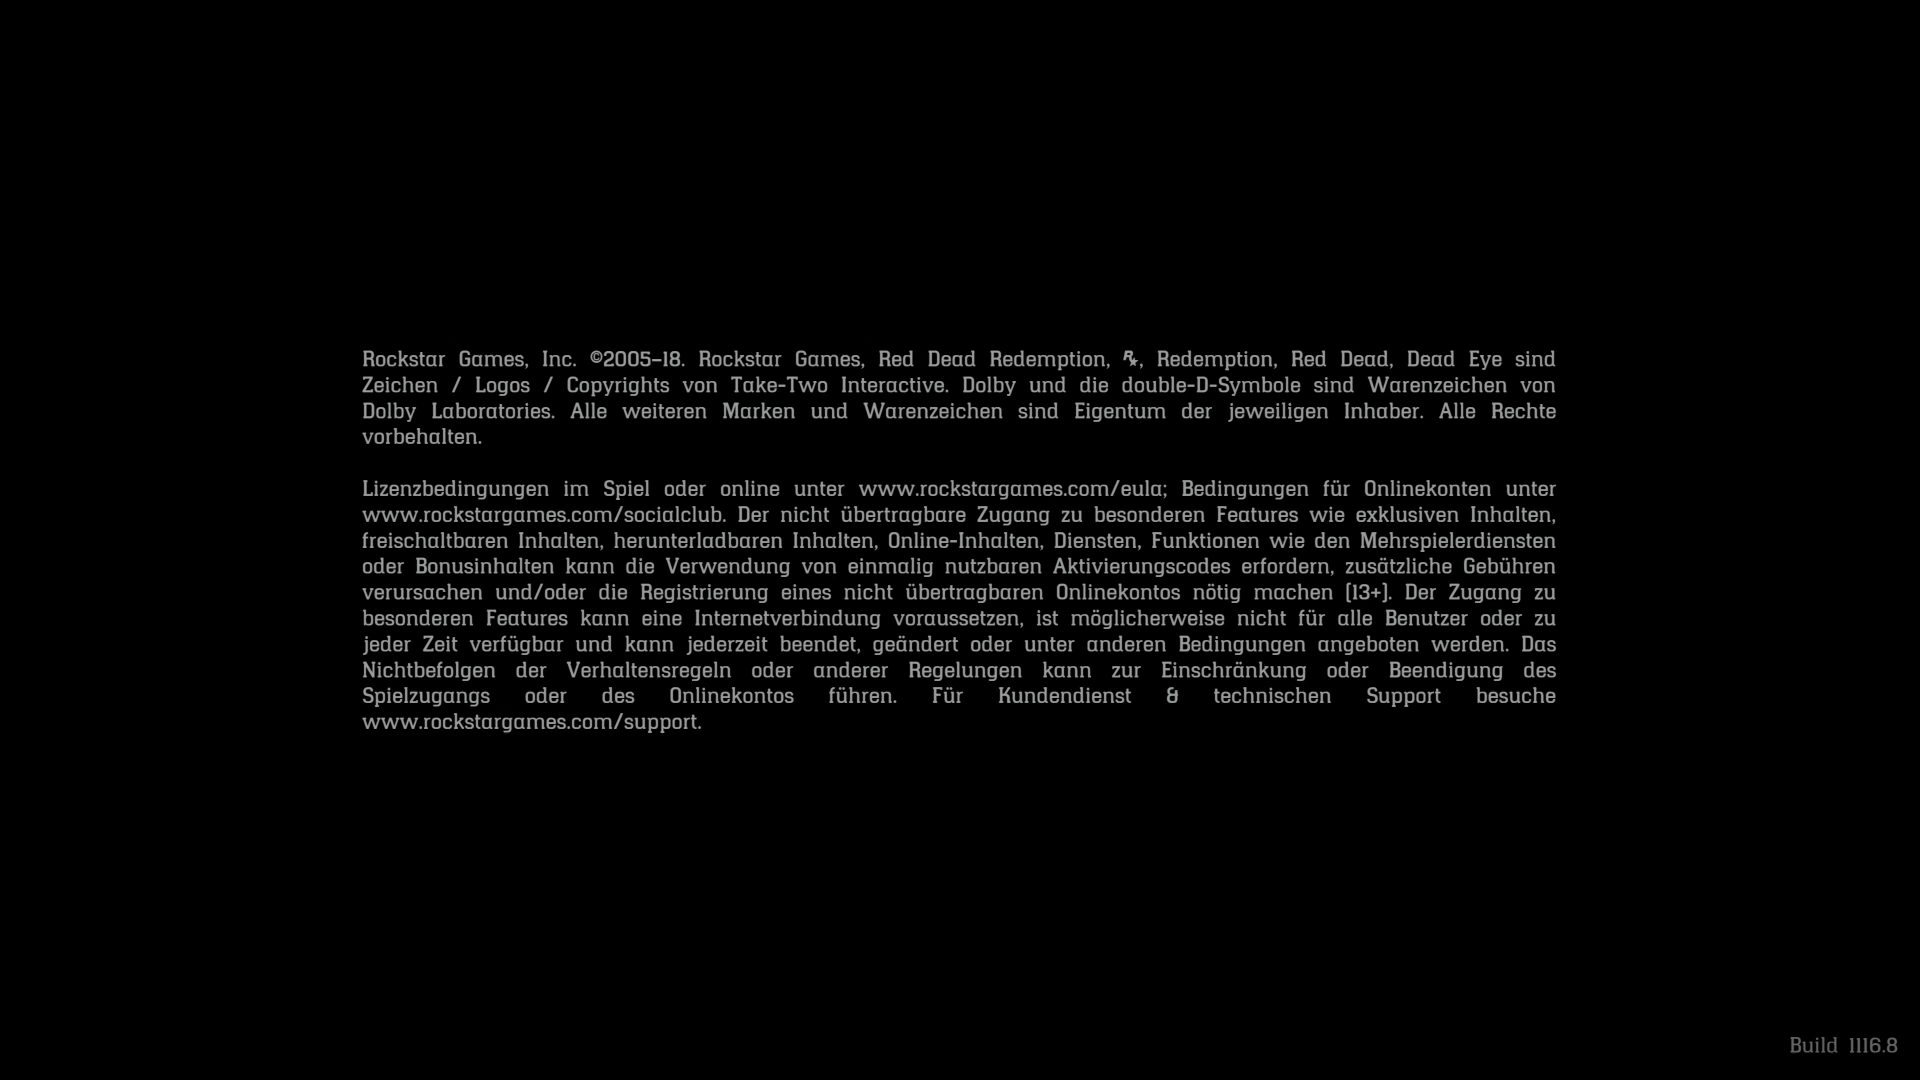 Rockstar Games, Inc. ©2005–18. Rockstar Games, Red Dead Redemption, R*, Redemption, Red Dead, Dead Eye sind
Zeichen / Logos / Copyrights von Take-Two Interactive. Dolby und die double-D-Symbole sind Warenzeichen von
Dolby Laboratories. Alle weiteren Marken und Warenzeichen sind Eigentum der jeweiligen Inhaber. Alle Rechte
vorbehalten.
Lizenzbedingungen im Spiel oder online unter www.rockstargames.com/eula; Bedingungen für Onlinekonten unter
www.rockstargames.com/socialclub. Der nicht übertragbare Zugang zu besonderen Features wie exklusiven Inhalten,
freischaltbaren Inhalten, herunterladbaren Inhalten, Online-Inhalten, Diensten, Funktionen wie den Mehrspielerdiensten
oder Bonusinhalten kann die Verwendung von einmalig nutzbaren Aktivierungscodes erfordern, zusätzliche Gebühren
verursachen und/oder die Registrierung eines nicht übertragbaren Onlinekontos nötig machen (13+). Der Zugang zu
besonderen Features kann eine Internetverbindung voraussetzen, ist möglicherweise nicht für alle Benutzer oder zu
jeder Zeit verfügbar und kann jederzeit beendet, geändert oder unter anderen Bedingungen angeboten werden. Das
Nichtbefolgen der Verhaltensregeln oder anderer Regelungen kann zur Einschränkung oder Beendigung des
Spielzugangs oder des Onlinekontos führen. Für Kundendienst & technischen Support besuche
www.rockstargames.com/support.
Build 1116.8